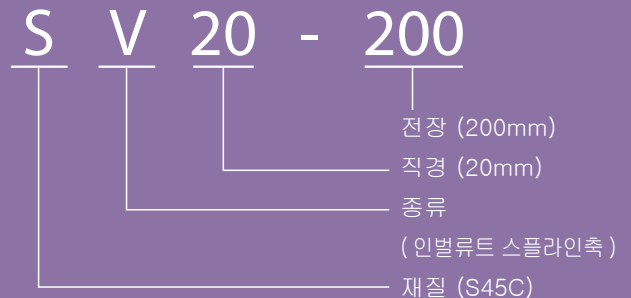 S V 20 - 200
전장 (200mm)
직경 (20mm)
종류
( 인벌류트 스플라인축 )
재질 (S45C)